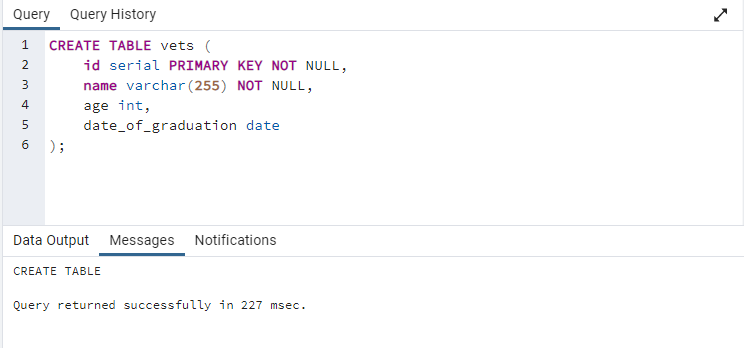 Query Query History
1 CREATE TABLE vets (
2 id serial PRIMARY KEY NOT NULL,
3 name varchar(255) NOT NULL,
4 age int,
5 date_of_graduation date
6 );
Data Output Messages Notifications
CREATE TABLE
Query returned successfully in 227 msec.